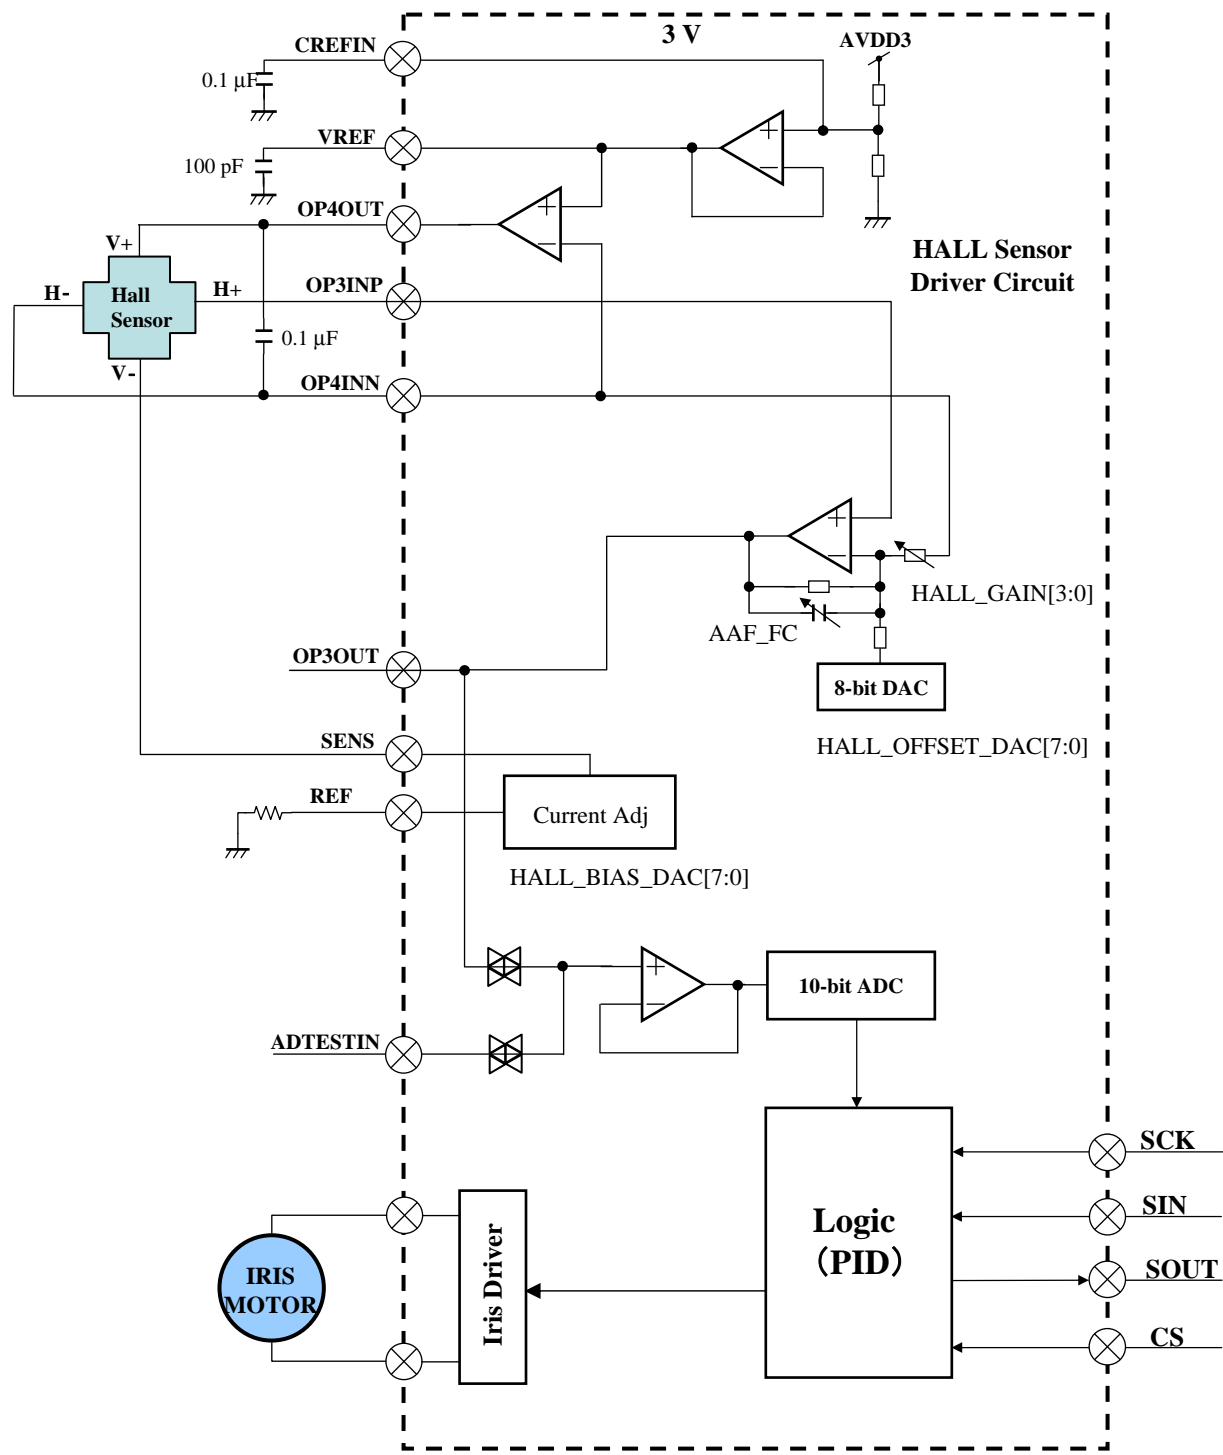 3 V
CREFIN
AVDD3
0.1 µF
VREF
100 pF
OP4OUT
V+
HALL Sensor
Driver Circuit
H-
Hall
Sensor
H+
OP3INP
0.1 µF
V-
OP4INN
HALL_GAIN[3:0]
AAF_FC
OP3OUT
8-bit DAC
HALL_OFFSET_DAC[7:0]
SENS
REF
Current Adj
HALL_BIAS_DAC[7:0]
10-bit ADC
ADTESTIN
SCK
SIN
Logic
(PID)
SOUT
CS
Iris Driver
IRIS
MOTOR